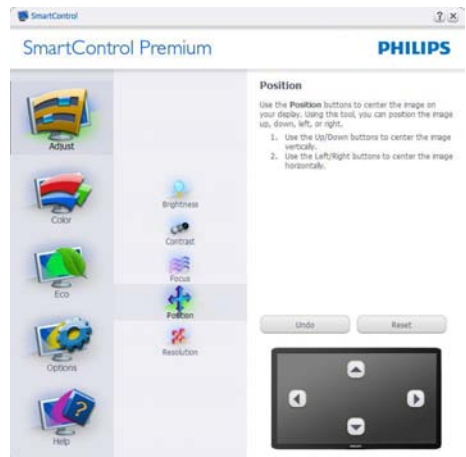 SmartControl
SmartControl Premium
PHILIPS
Adjust
Color
Eco
Options
Help
Brightness
Contrast
Focus
Position
Resolution
Position
Use the Position buttons to center the image on
your display. Using this tool, you can position the image
up, down, left, or right.
1. Use the Up/Down buttons to center the image
vertically.
2. Use the Left/Right buttons to center the image
horizontally.
Undo
Reset
PHILIPS